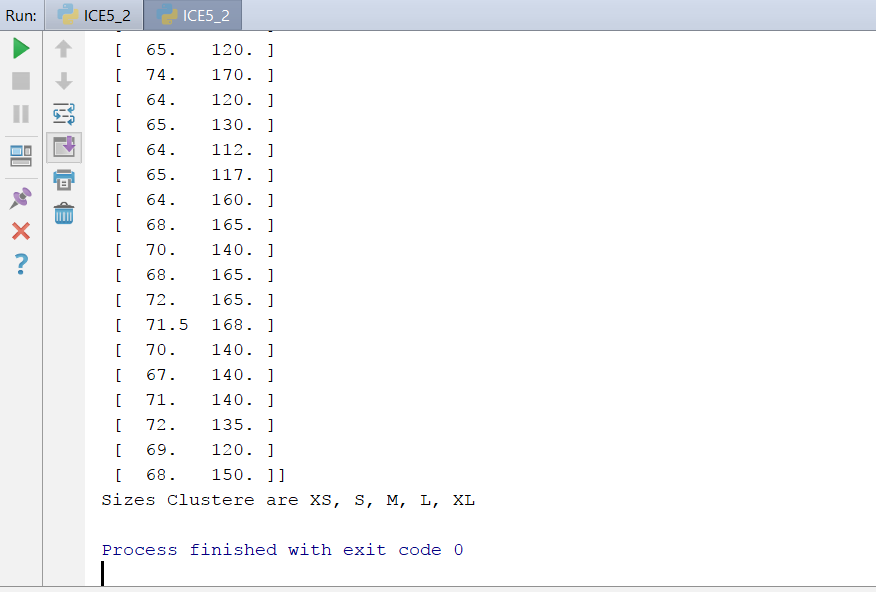 Run: ICE5_2 ICE5_2
[ 65. 120. ]
[ 74. 170. ]
[ 64. 120. ]
[ 65. 130. ]
[ 64. 112. ]
[ 65. 117. ]
[ 64. 160. ]
[ 68. 165. ]
[ 70. 140. ]
[ 68. 165. ]
[ 72. 165. ]
[ 71.5 168. ]
[ 70. 140. ]
[ 67. 140. ]
[ 71. 140. ]
[ 72. 135. ]
[ 69. 120. ]
[ 68. 150. ]]
Sizes Clustere are XS, S, M, L, XL
Process finished with exit code 0